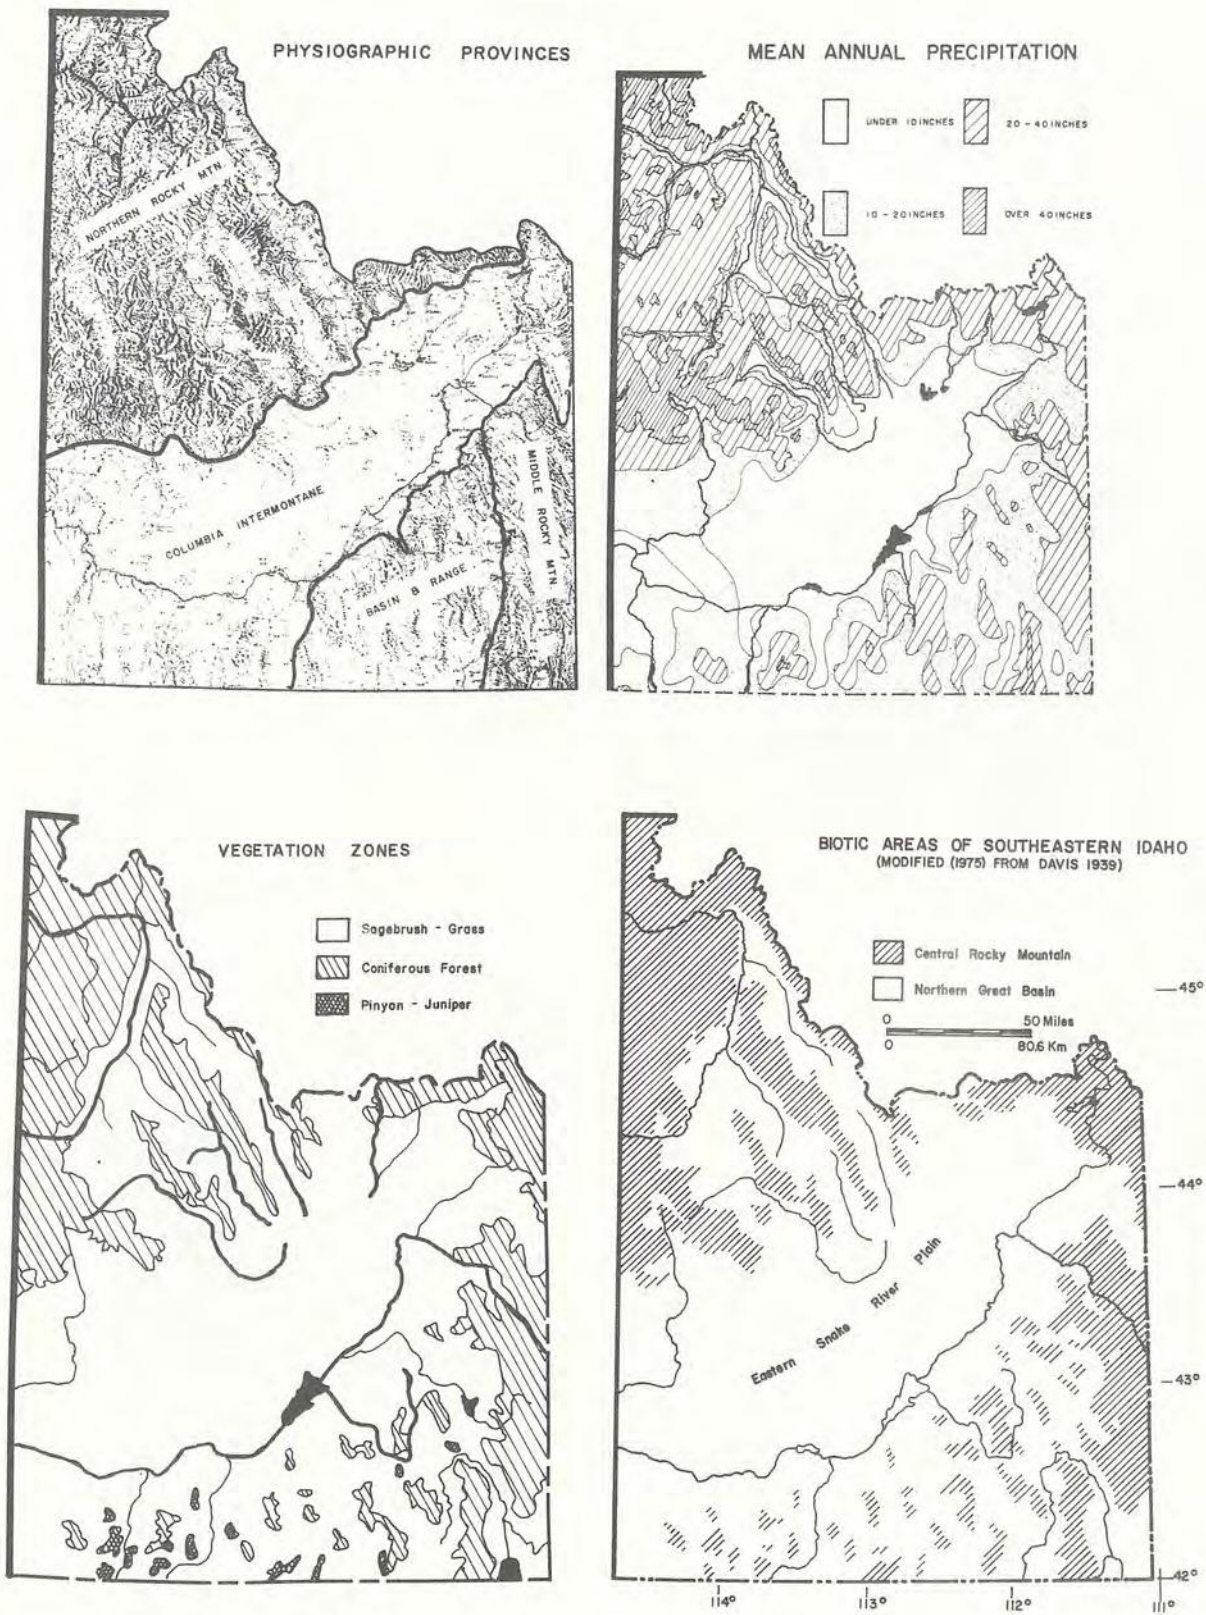 PHYSIOGRAPHIC PROVINCES
NORTHERN ROCKY MTN.
COLUMBIA INTERMONTANE
BASIN B RANGE
MIDDLE ROCKY MTN
MEAN ANNUAL PRECIPITATION
UNDER 10 INCHES
20 - 40 INCHES
10 - 20 INCHES
OVER 40 INCHES
VEGETATION ZONES
Sagebrush - Grass
Coniferous Forest
Pinyon - Juniper
BIOTIC AREAS OF SOUTHEASTERN IDAHO
(MODIFIED (1975) FROM DAVIS 1939)
Central Rocky Mountain
Northern Great Basin
0 50 Miles
0 80.6 Km
45°
44°
Eastern Snake River Plain
43°
42°
114° 113° 112° 111°